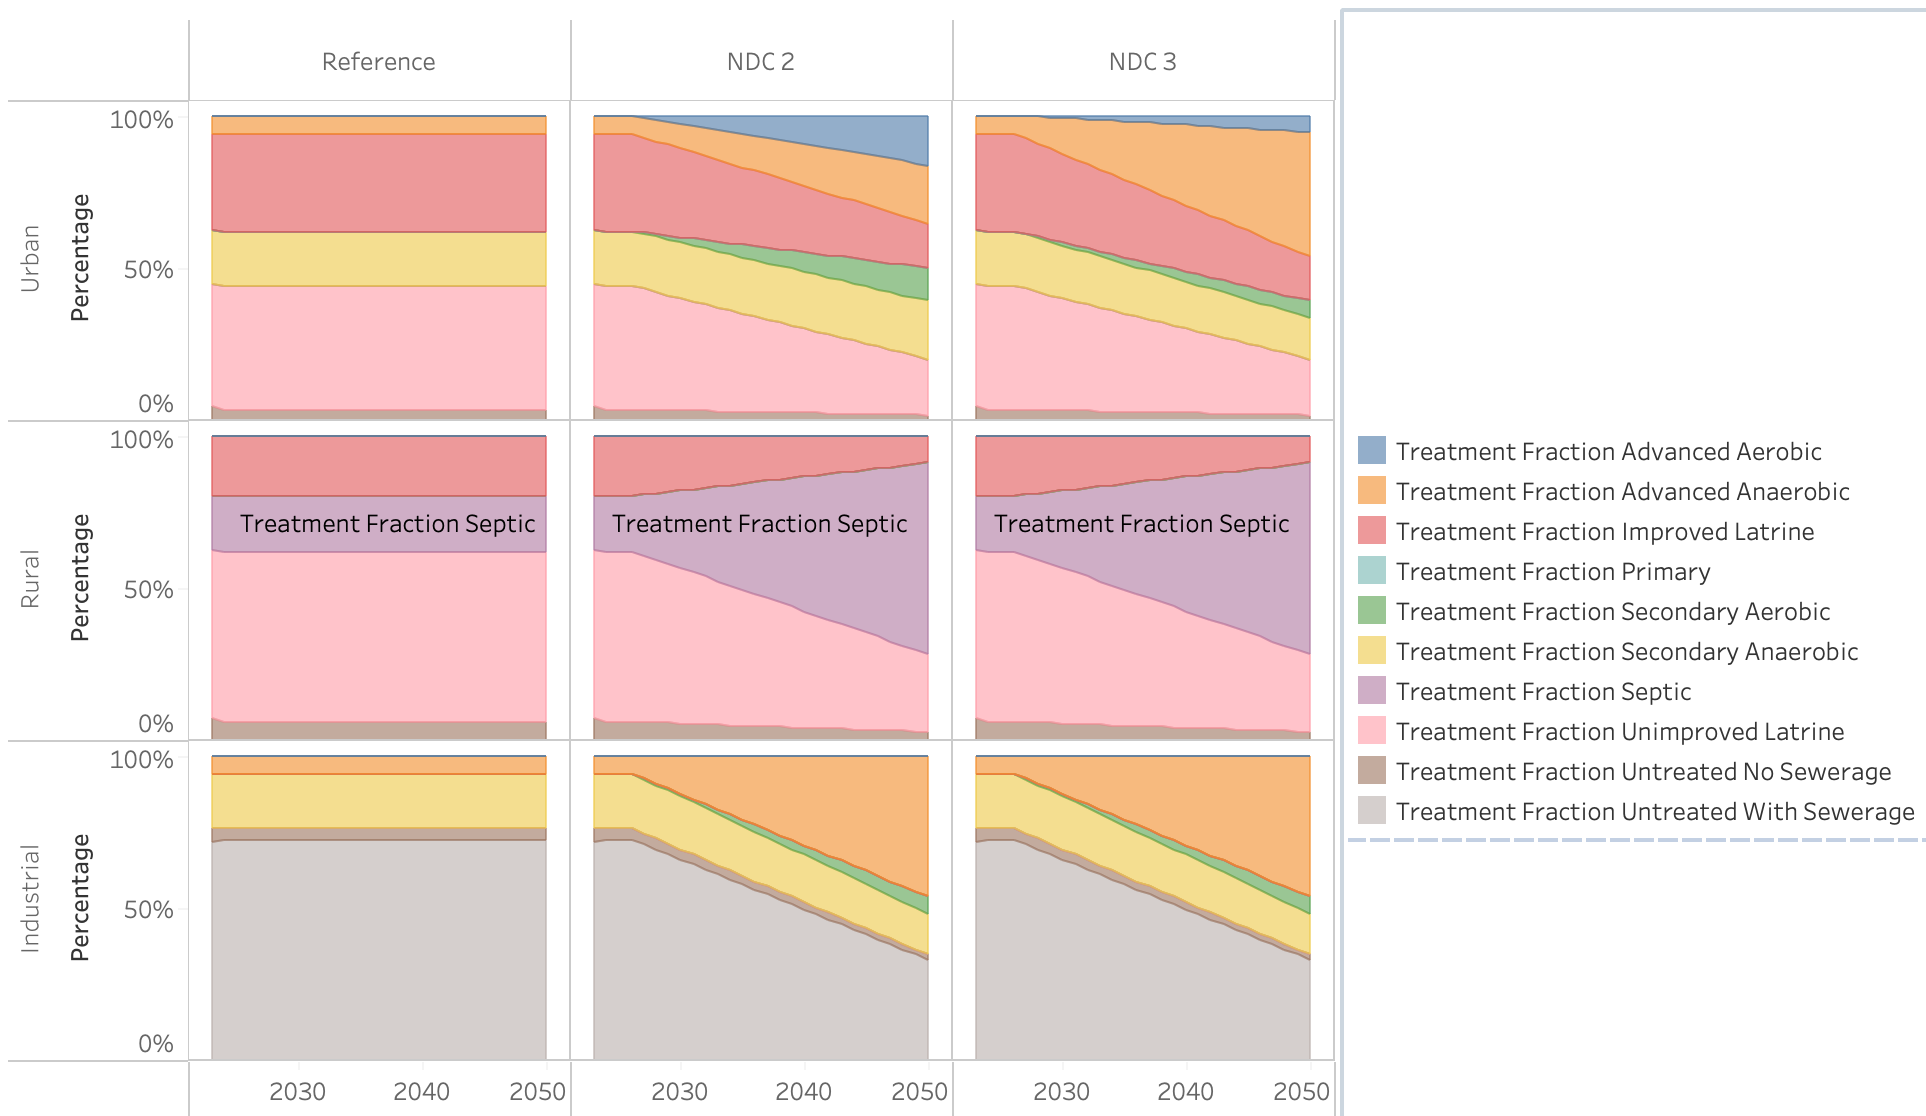 Reference NDC 2 NDC 3
Urban
Percentage
100%
50%
0%
Rural
Percentage
100%
50%
0%
Treatment Fraction Septic Treatment Fraction Septic Treatment Fraction Septic
Industrial
Percentage
100%
50%
0%
2030 2040 2050 2030 2040 2050 2030 2040 2050
Treatment Fraction Advanced Aerobic
Treatment Fraction Advanced Anaerobic
Treatment Fraction Improved Latrine
Treatment Fraction Primary
Treatment Fraction Secondary Aerobic
Treatment Fraction Secondary Anaerobic
Treatment Fraction Septic
Treatment Fraction Unimproved Latrine
Treatment Fraction Untreated No Sewerage
Treatment Fraction Untreated With Sewerage